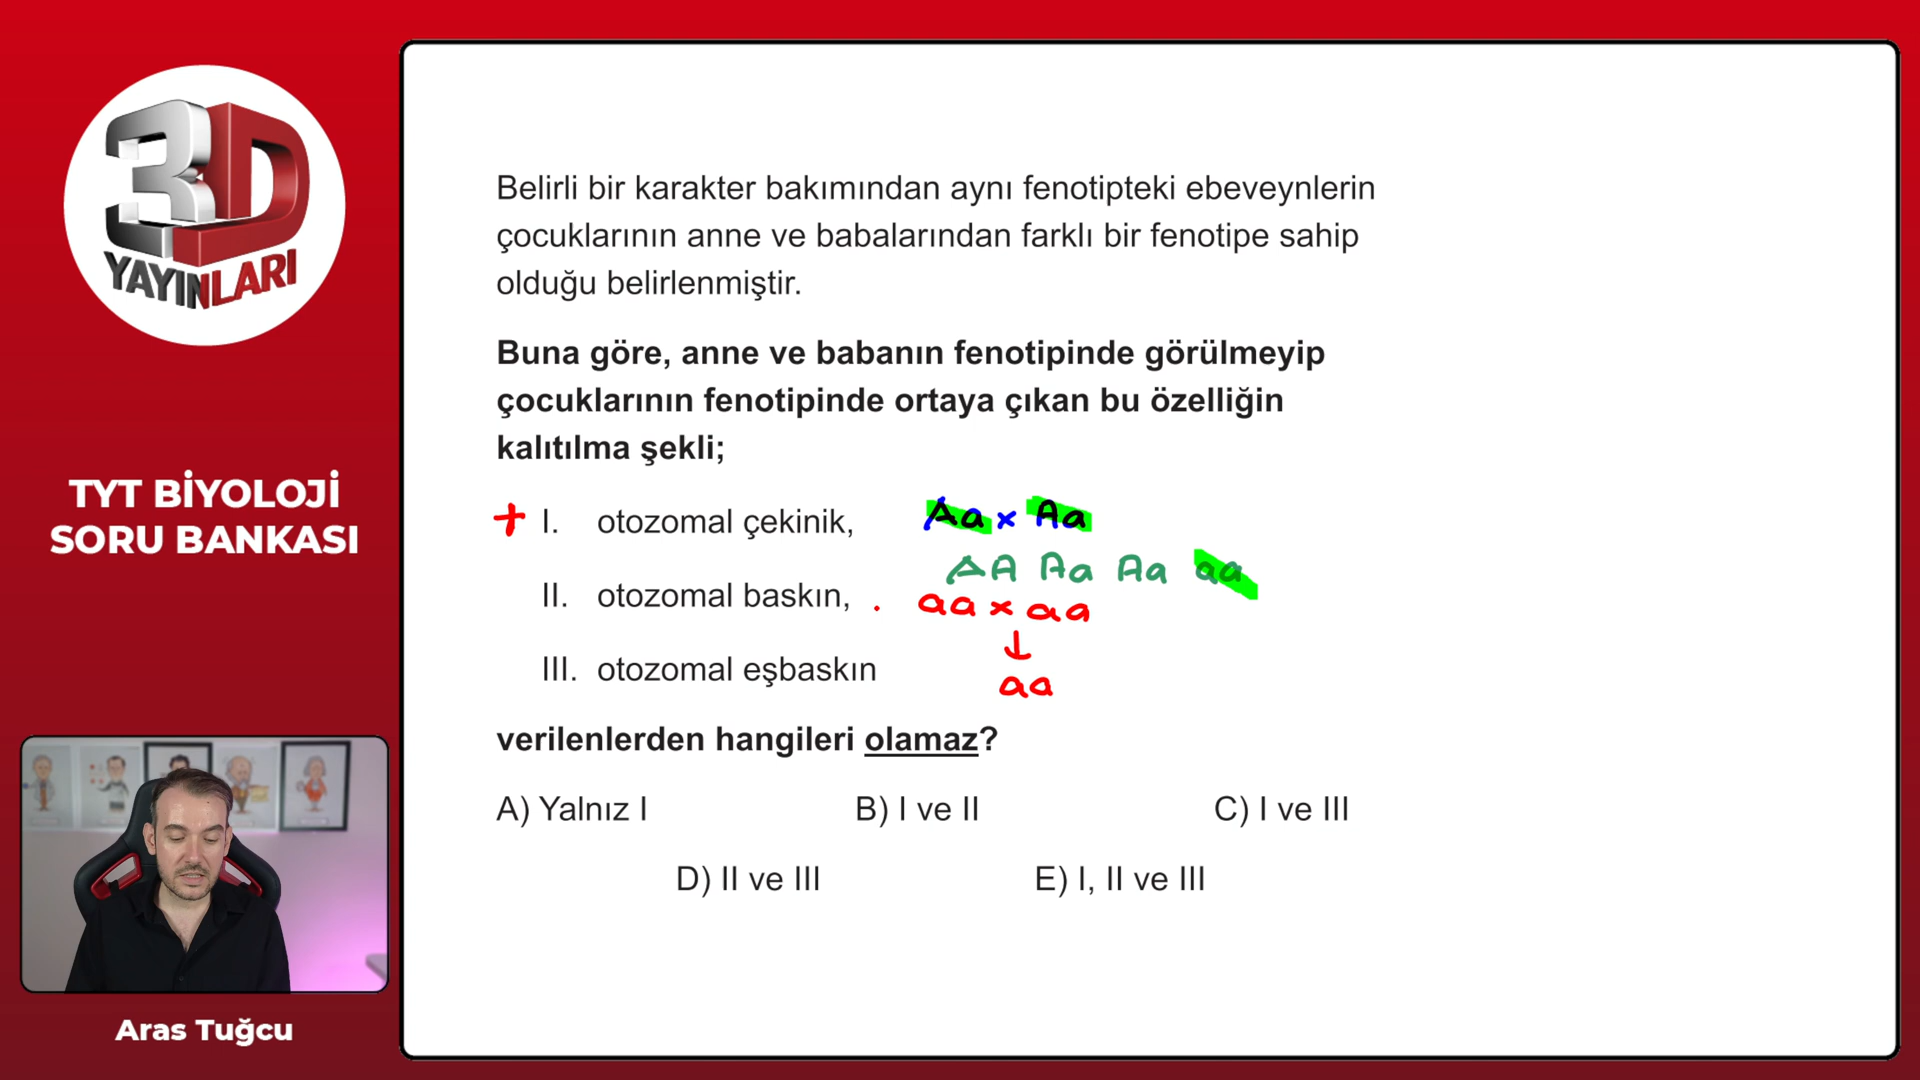 3D
YAYINLARI
TYT BİYOLOJİ
SORU BANKASI
Aras Tuğcu
Belirli bir karakter bakımından aynı fenotipteki ebeveynlerin
çocuklarının anne ve babalarından farklı bir fenotipe sahip
olduğu belirlenmiştir.
Buna göre, anne ve babanın fenotipinde görülmeyip
çocuklarının fenotipinde ortaya çıkan bu özelliğin
kalıtılma şekli;
+ I. otozomal çekinik, Aa x Aa
AA Aa Aa aa
II. otozomal baskın, . aa x aa
↓
III. otozomal eşbaskın aa
verilenlerden hangileri olamaz?
A) Yalnız I B) I ve II C) I ve III
D) II ve III E) I, II ve III